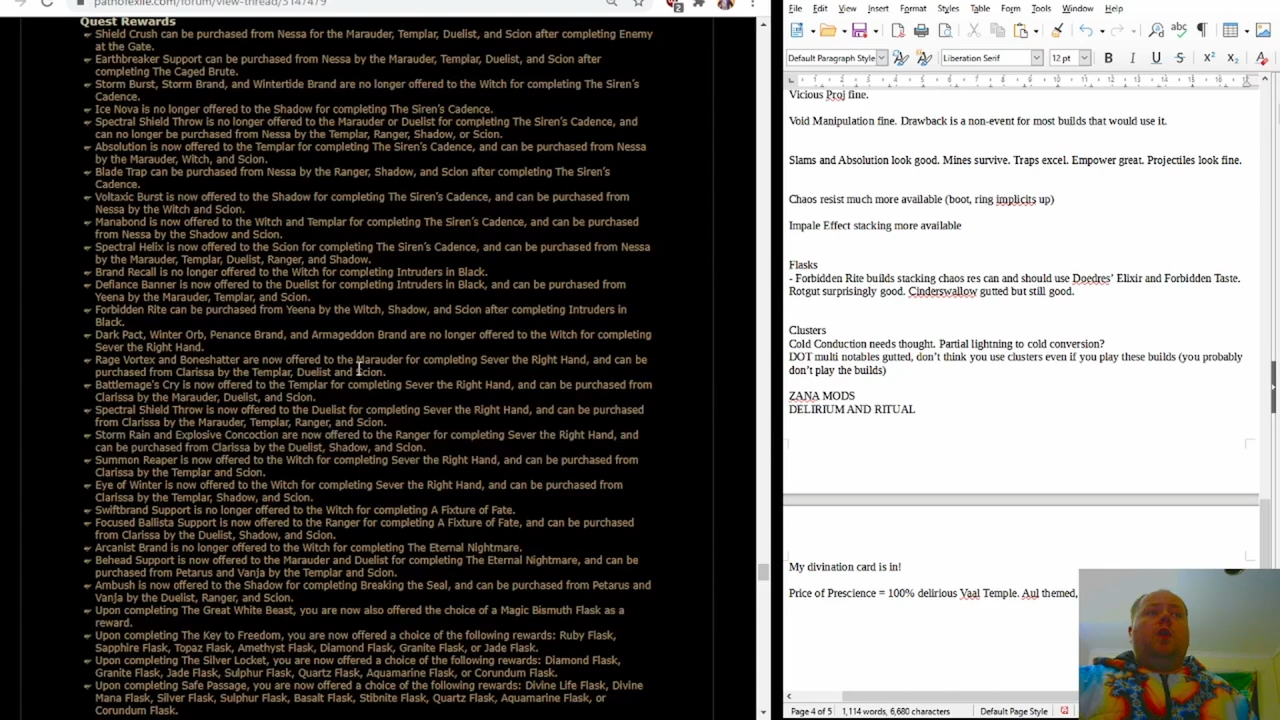 pathofexile.com/forum/view-thread/3147479
Quest Rewards
Shield Crush can be purchased from Nessa for the Marauder, Templar, Duelist, and Scion after completing Enemy
at the Gate.
Earthbreaker Support can be purchased from Nessa by the Marauder, Templar, Duelist, and Scion after
completing The Caged Brute.
Storm Burst, Storm Brand, and Wintertide Brand are no longer offered to the Witch for completing The Siren's
Cadence.
Ice Nova is no longer offered to the Shadow for completing The Siren's Cadence.
Spectral Shield Throw is no longer offered to the Marauder or Duelist for completing The Siren's Cadence, and
can no longer be purchased from Nessa by the Templar, Ranger, Shadow, or Scion.
Absolution is now offered to the Templar for completing The Siren's Cadence, and can be purchased from Nessa
by the Marauder, Witch, and Scion.
Blade Trap can be purchased from Nessa by the Ranger, Shadow, and Scion after completing The Siren's
Cadence.
Voltaxic Burst is now offered to the Shadow for completing The Siren's Cadence, and can be purchased from
Nessa by the Witch and Scion.
Manabond is now offered to the Witch and Templar for completing The Siren's Cadence, and can be purchased
from Nessa by the Shadow and Scion.
Spectral Helix is now offered to the Scion for completing The Siren's Cadence, and can be purchased from Nessa
by the Marauder, Templar, Duelist, Ranger, and Shadow.
Brand Recall is no longer offered to the Witch for completing Intruders in Black.
Defiance Banner is now offered to the Duelist for completing Intruders in Black, and can be purchased from
Yeena by the Marauder, Templar, and Scion.
Forbidden Rite can be purchased from Yeena by the Witch, Shadow, and Scion after completing Intruders in
Black.
Dark Pact, Winter Orb, Penance Brand, and Armageddon Brand are no longer offered to the Witch for completing
Sever the Right Hand.
Rage Vortex and Boneshatter are now offered to the Marauder for completing Sever the Right Hand, and can be
purchased from Clarissa by the Templar, Duelist and Scion.
Battlemage's Cry is now offered to the Templar for completing Sever the Right Hand, and can be purchased from
Clarissa by the Marauder, Duelist, and Scion.
Spectral Shield Throw is now offered to the Duelist for completing Sever the Right Hand, and can be purchased
from Clarissa by the Marauder, Templar, Ranger, and Scion.
Storm Rain and Explosive Concoction are now offered to the Ranger for completing Sever the Right Hand, and
can be purchased from Clarissa by the Duelist, Shadow, and Scion.
Summon Reaper is now offered to the Witch for completing Sever the Right Hand, and can be purchased from
Clarissa by the Templar and Scion.
Eye of Winter is now offered to the Witch for completing Sever the Right Hand, and can be purchased from
Clarissa by the Templar, Shadow, and Scion.
Swiftbrand Support is no longer offered to the Witch for completing A Fixture of Fate.
Focused Ballista Support is now offered to the Ranger for completing A Fixture of Fate, and can be purchased
from Clarissa by the Duelist, Shadow, and Scion.
Arcanist Brand is no longer offered to the Witch for completing The Eternal Nightmare.
Behead Support is now offered to the Marauder and Duelist for completing The Eternal Nightmare, and can be
purchased from Petarus and Vanja by the Templar and Scion.
Ambush is now offered to the Shadow for completing Breaking the Seal, and can be purchased from Petarus and
Vanja by the Duelist, Ranger, and Scion.
Upon completing The Great White Beast, you are now also offered the choice of a Magic Bismuth Flask as a
reward.
Upon completing The Key to Freedom, you are now offered a choice of the following rewards: Ruby Flask,
Sapphire Flask, Topaz Flask, Amethyst Flask, Diamond Flask, Granite Flask, or Jade Flask.
Upon completing The Silver Locket, you are now offered a choice of the following rewards: Diamond Flask,
Granite Flask, Jade Flask, Sulphur Flask, Quartz Flask, Aquamarine Flask, or Corundum Flask.
Upon completing Safe Passage, you are now offered a choice of the following rewards: Divine Life Flask, Divine
Mana Flask, Silver Flask, Sulphur Flask, Basalt Flask, Stibnite Flask, Quartz Flask, Aquamarine Flask, or
Corundum Flask.
File Edit View Insert Format Styles Table Form Tools Window Help
Default Paragraph Style Liberation Serif 12 pt B I U S
Vicious Proj fine.
Void Manipulation fine. Drawback is a non-event for most builds that would use it.
Slams and Absolution look good. Mines survive. Traps excel. Empower great. Projectiles look fine.
Chaos resist much more available (boot, ring implicits up)
Impale Effect stacking more available
Flasks
- Forbidden Rite builds stacking chaos res can and should use Doedres' Elixir and Forbidden Taste.
Rotgut surprisingly good. Cinderswallow gutted but still good.
Clusters
Cold Conduction needs thought. Partial lightning to cold conversion?
DOT multi notables gutted, don't think you use clusters even if you play these builds (you probably
don't play the builds)
ZANA MODS
DELIRIUM AND RITUAL
My divination card is in!
Price of Prescience = 100% delirious Vaal Temple. Aul themed,
Page 4 of 5 1,114 words, 6,680 characters Default Page Style